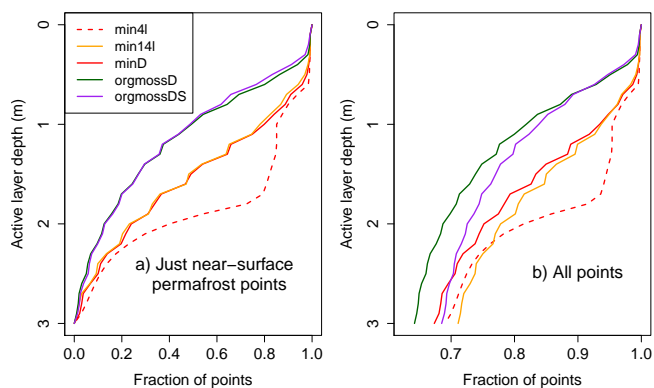 min4l
min14l
minD
orgmossD
orgmossDS
Active layer depth (m)
0
1
2
3
a) Just near−surface
permafrost points
0.0 0.2 0.4 0.6 0.8 1.0
Fraction of points
Active layer depth (m)
0
1
2
3
b) All points
0.7 0.8 0.9 1.0
Fraction of points